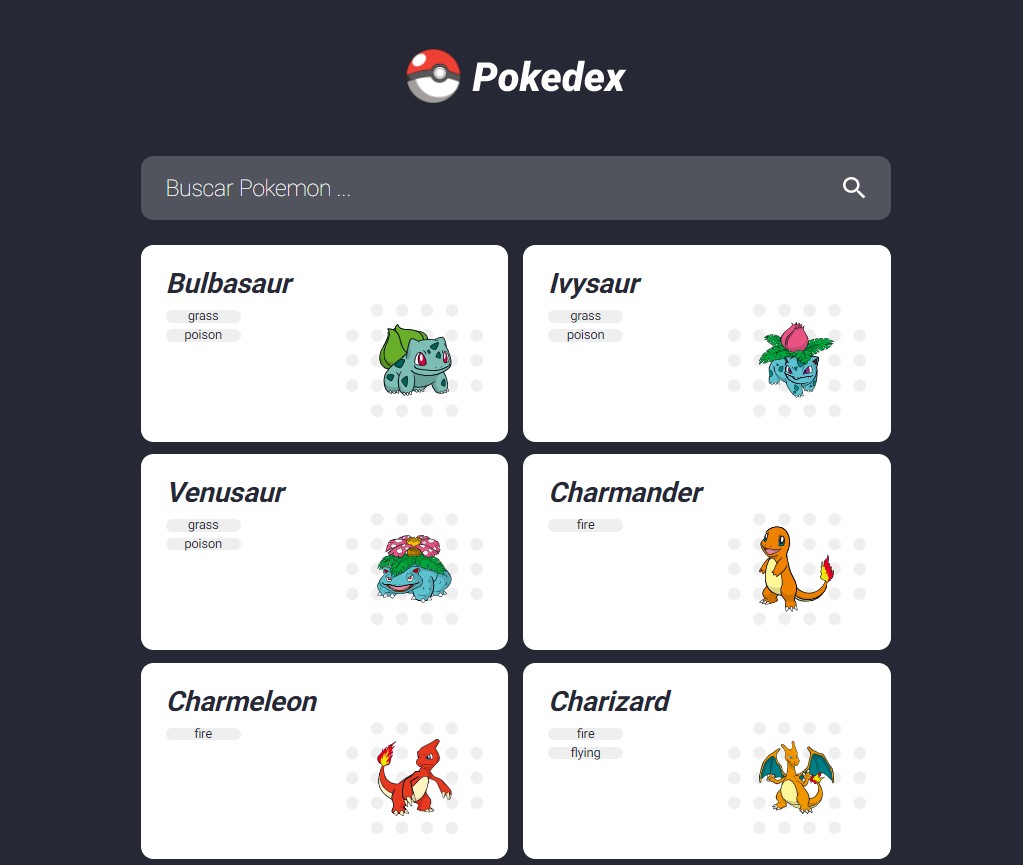 Pokedex
Buscar Pokemon ...
Bulbasaur
grass
poison
Ivysaur
grass
poison
Venusaur
grass
poison
Charmander
fire
Charmeleon
fire
Charizard
fire
flying